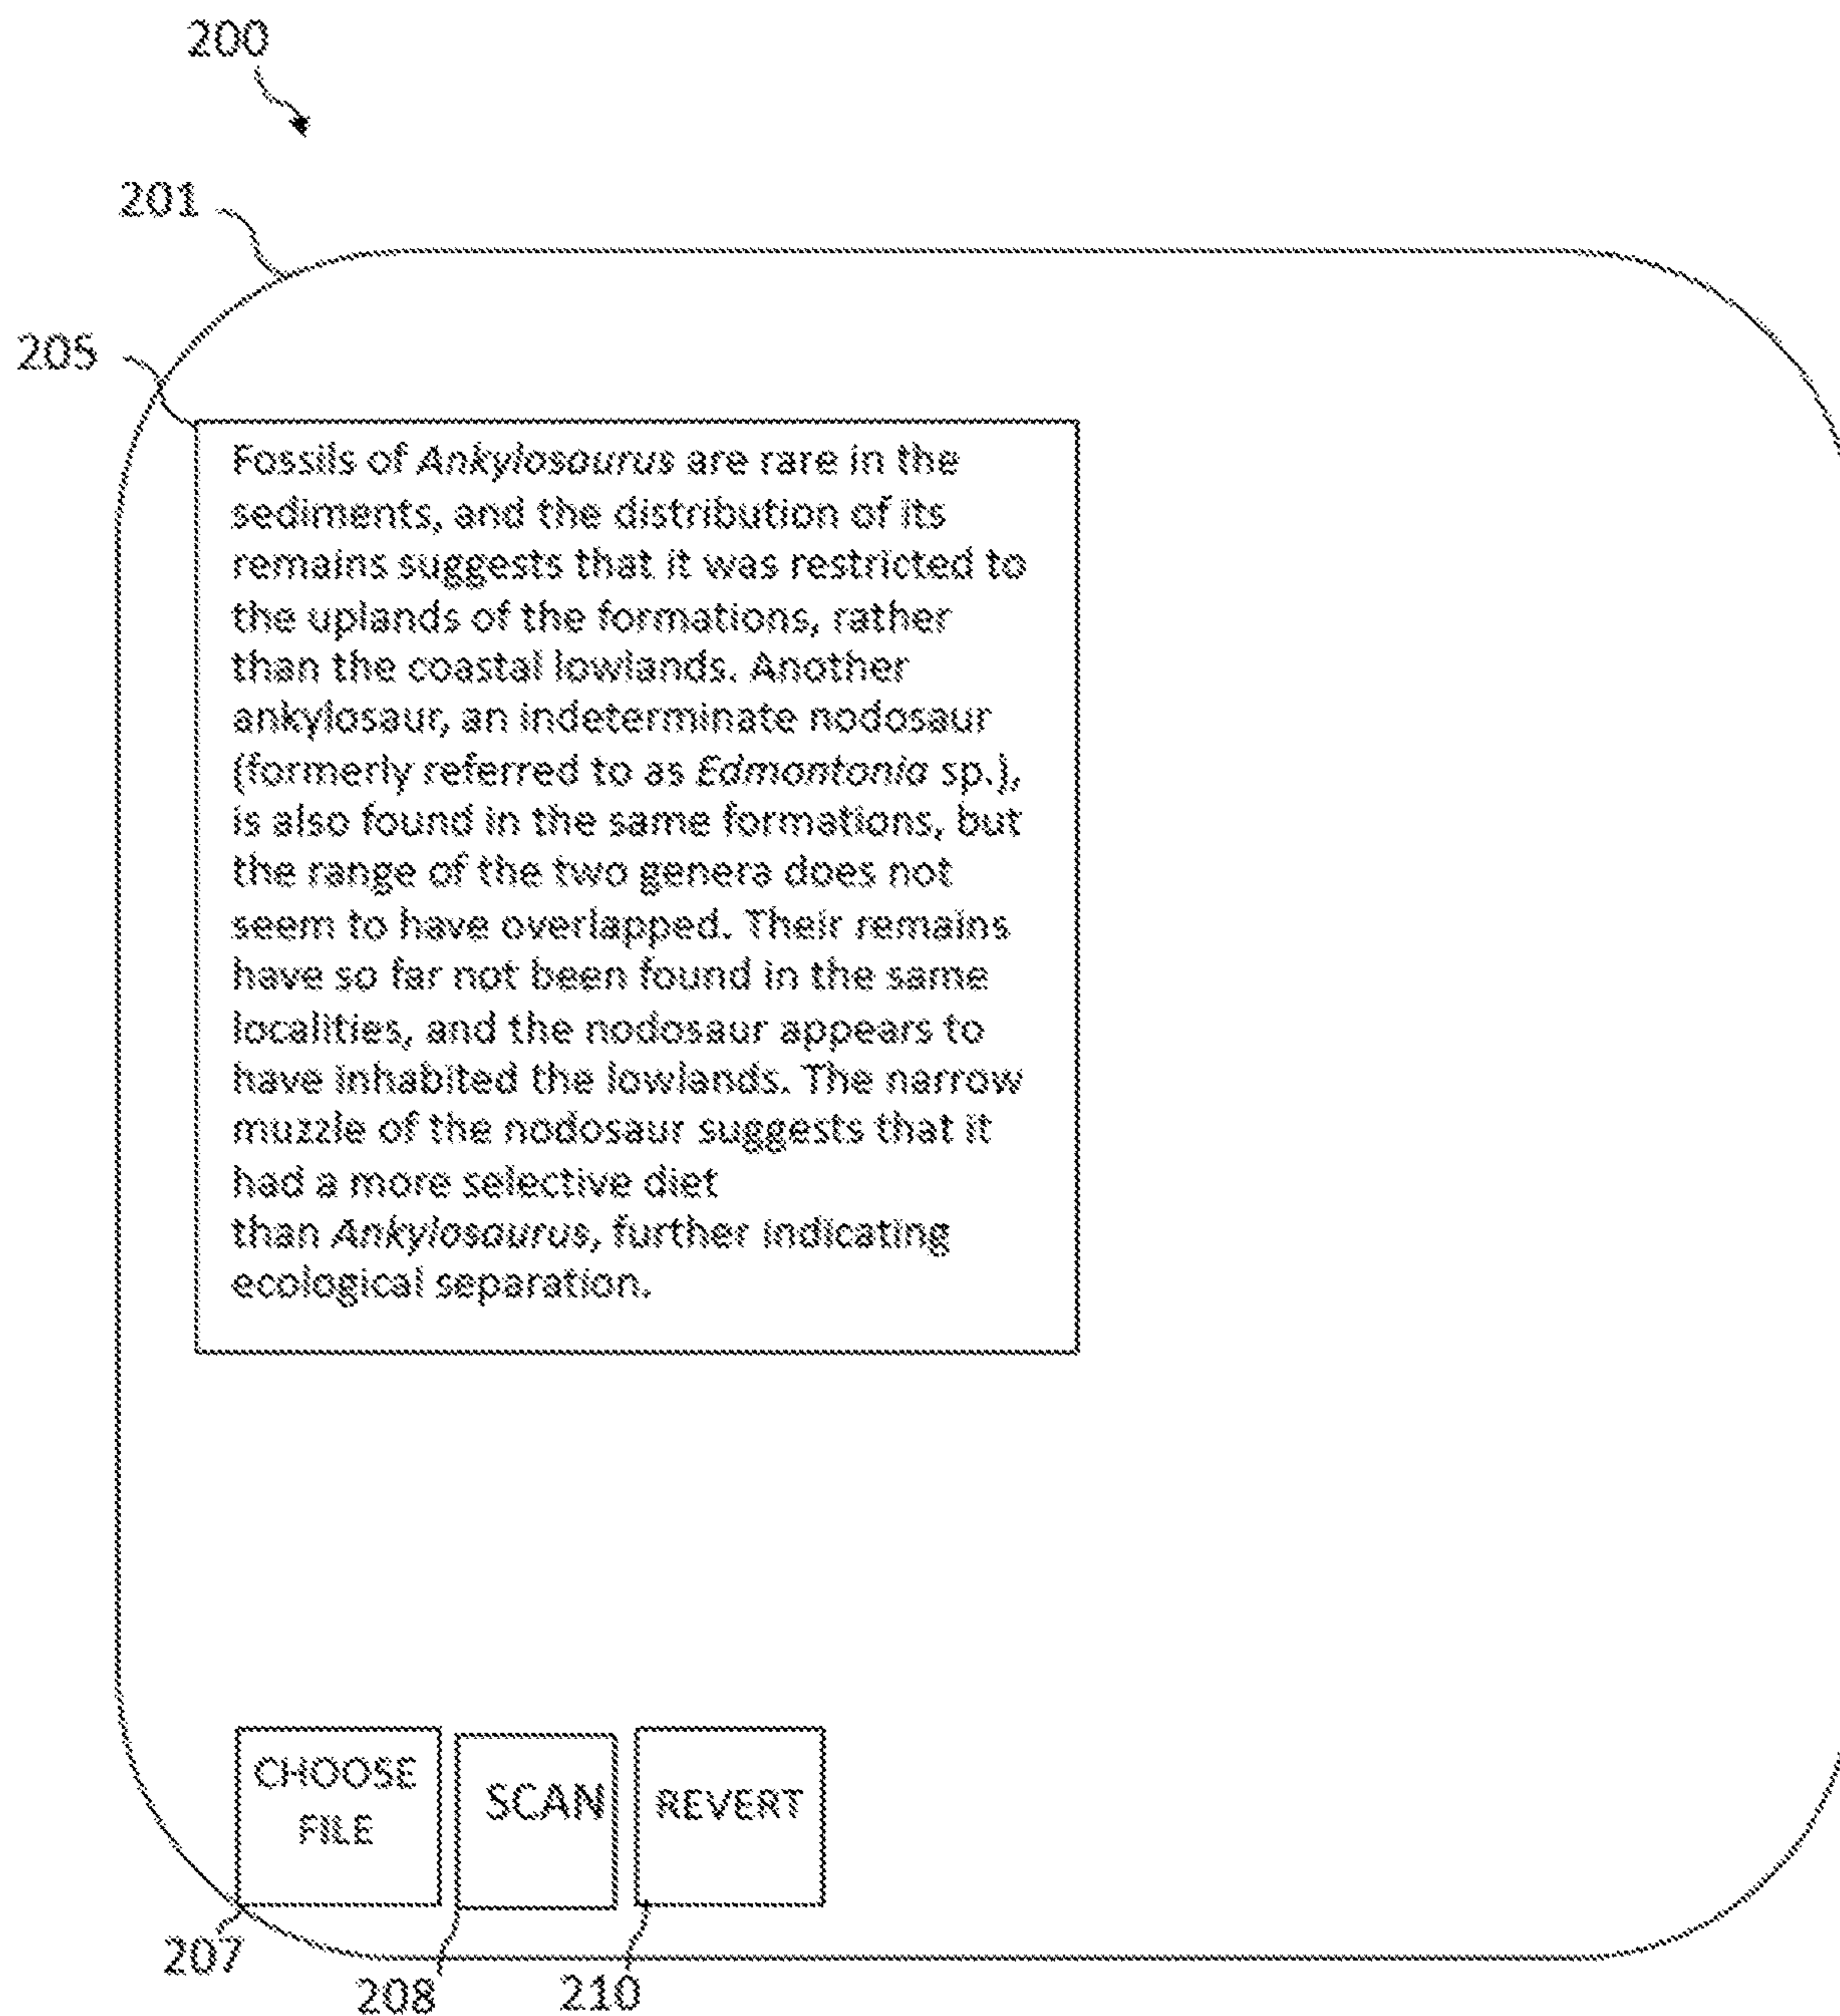 200
201
205
Fossils of Ankylosaurus are rare in the
sediments, and the distribution of its
remains suggests that it was restricted to
the uplands of the formations, rather
than the coastal lowlands. Another
ankylosaur, an indeterminate nodosaur
(formerly referred to as Edmontonia sp.),
is also found in the same formations, but
the range of the two genera does not
seem to have overlapped. Their remains
have so far not been found in the same
localities, and the nodosaur appears to
have inhabited the lowlands. The narrow
muzzle of the nodosaur suggests that it
had a more selective diet
than Ankylosaurus, further indicating
ecological separation.
CHOOSE
FILE
SCAN
REVERT
207
208
210